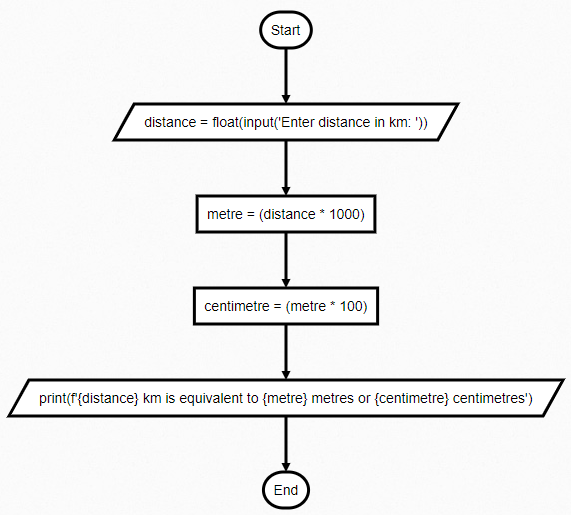 Start
distance = float(input('Enter distance in km: '))
metre = (distance * 1000)
centimetre = (metre * 100)
print(f'{distance} km is equivalent to {metre} metres or {centimetre} centimetres')
End